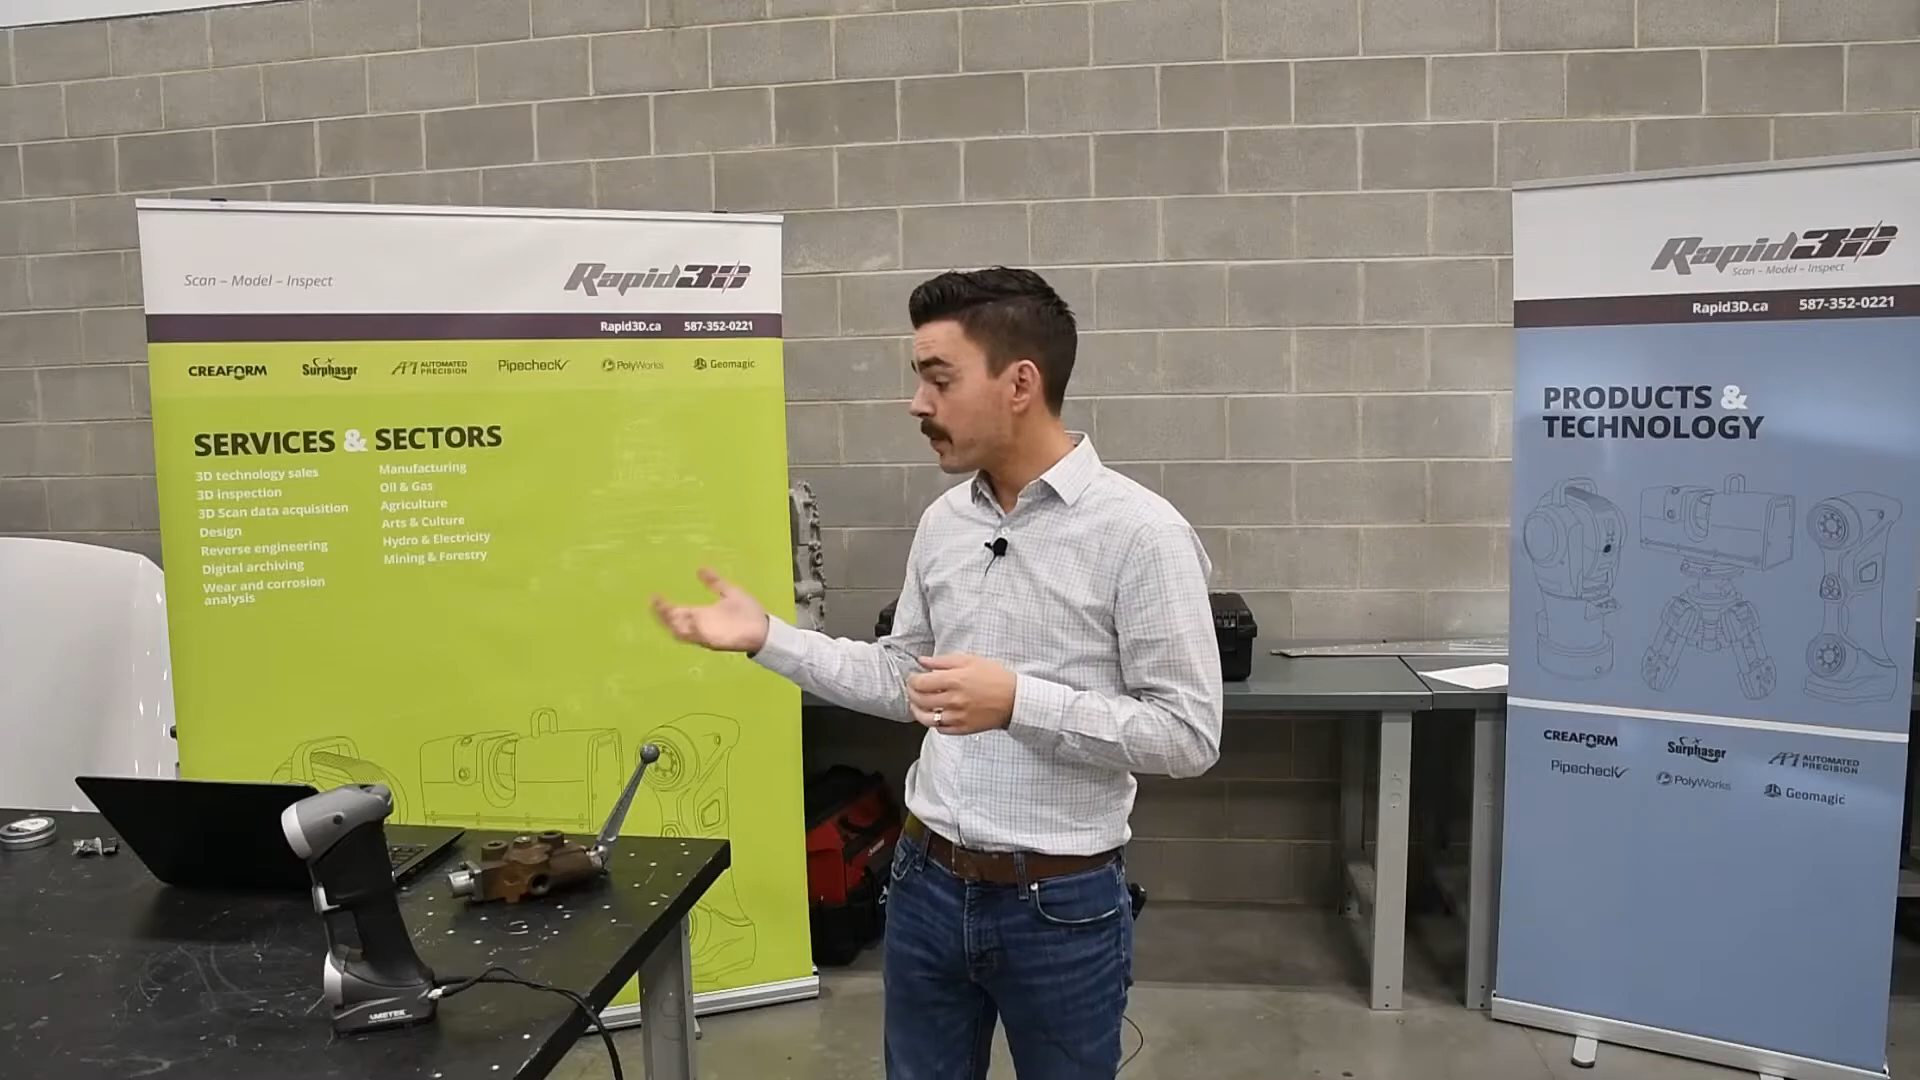 Scan – Model – Inspect
Rapid3D
Rapid3D.ca 587-352-0221
CREAFORM Surphaser API AUTOMATED PRECISION Pipecheck PolyWorks Geomagic
SERVICES & SECTORS
3D technology sales
3D inspection
3D Scan data acquisition
Design
Reverse engineering
Digital archiving
Wear and corrosion
analysis
Manufacturing
Oil & Gas
Agriculture
Arts & Culture
Hydro & Electricity
Mining & Forestry
AMETEK
Rapid3D
Scan – Model – Inspect
Rapid3D.ca 587-352-0221
PRODUCTS &
TECHNOLOGY
CREAFORM Surphaser API AUTOMATED PRECISION
Pipecheck PolyWorks Geomagic